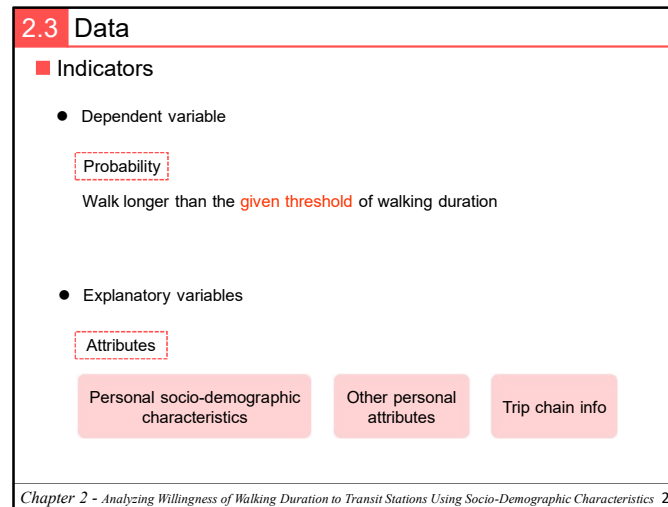 2.3 Data
Indicators
Dependent variable
Probability
Walk longer than the given threshold of walking duration
Explanatory variables
Attributes
Personal socio-demographic
characteristics
Other personal
attributes
Trip chain info
Chapter 2 - Analyzing Willingness of Walking Duration to Transit Stations Using Socio-Demographic Characteristics 2